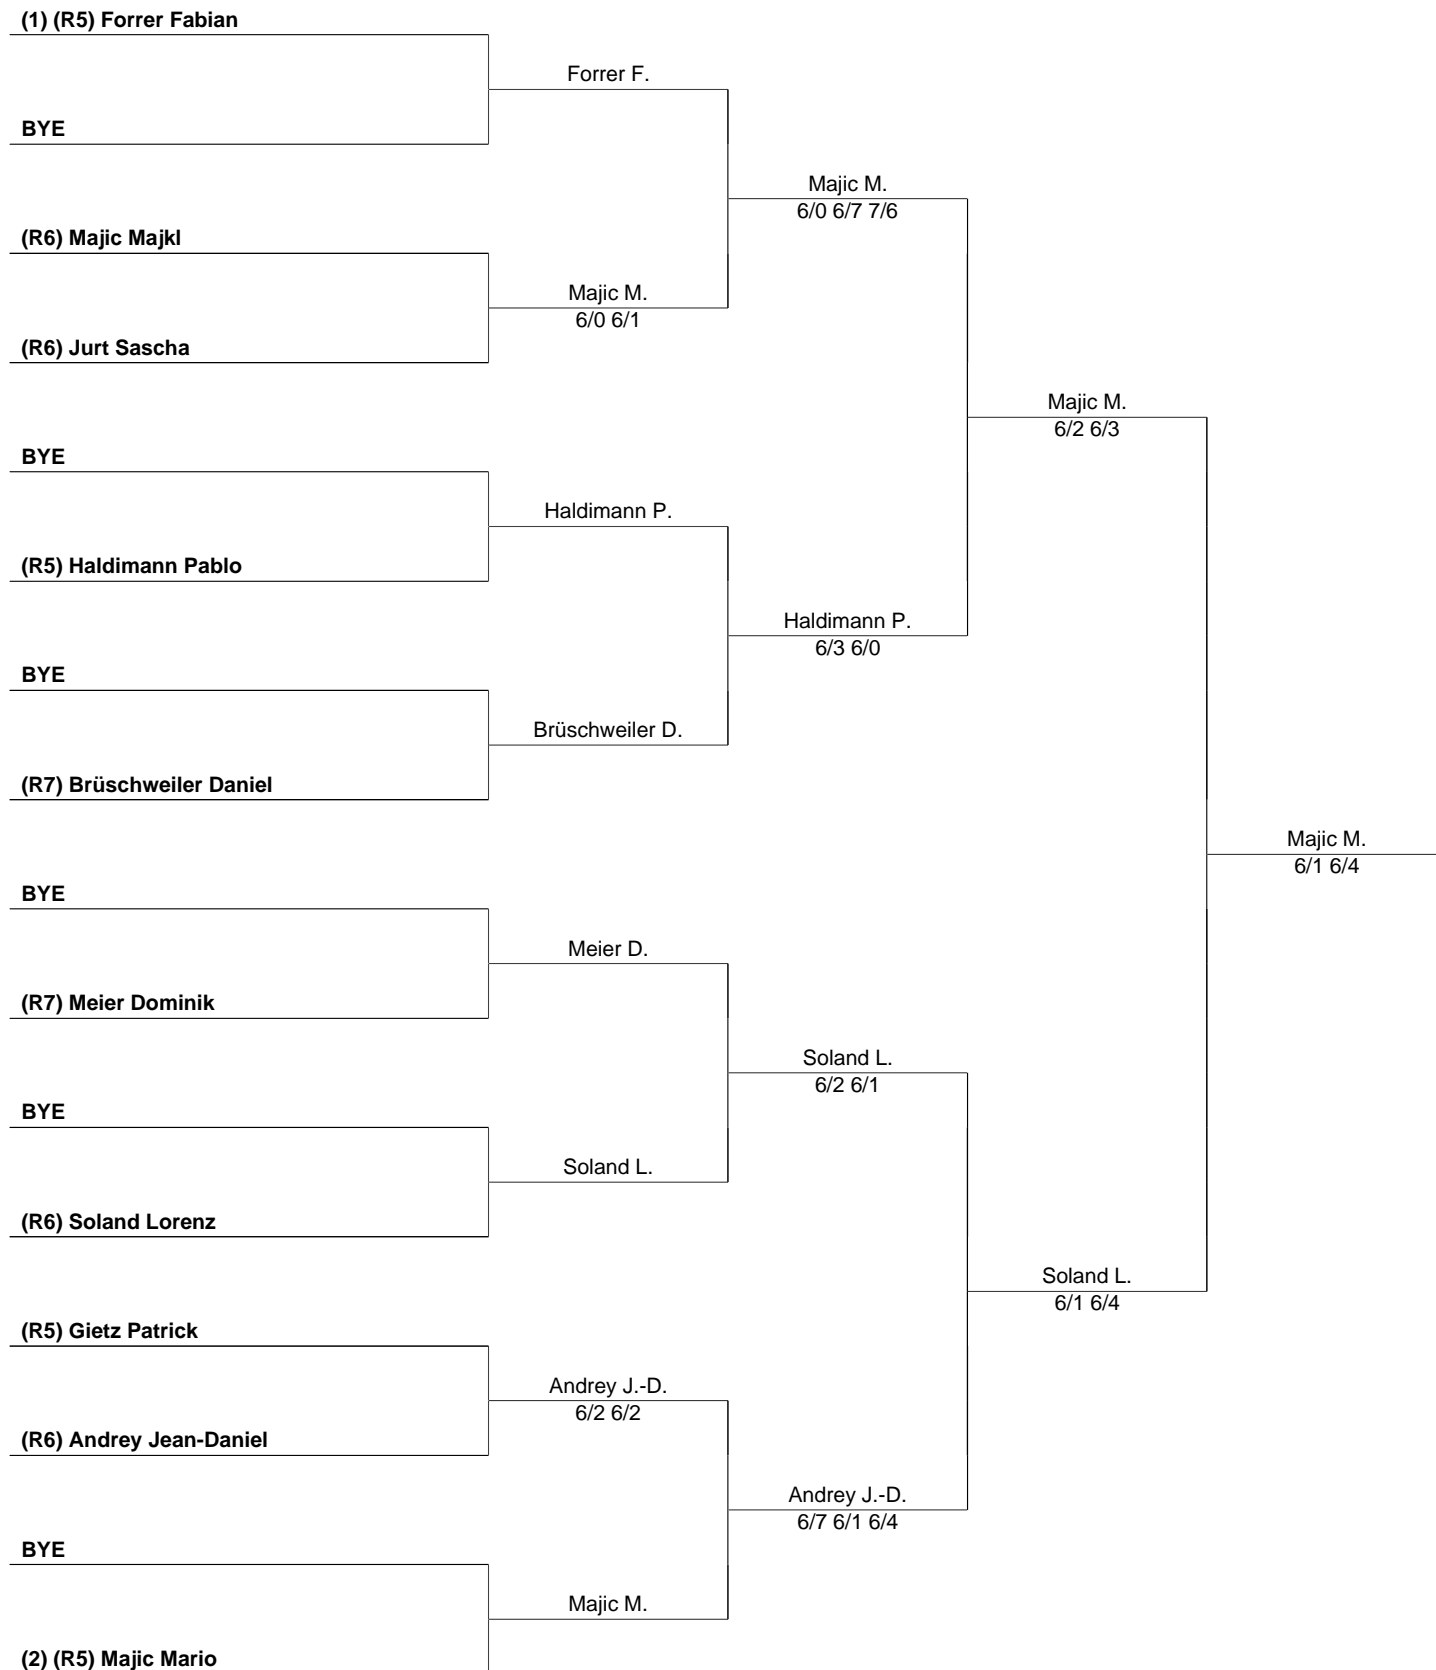 (1) (R5) Forrer Fabian
Forrer F.
BYE
Majic M.
6/0 6/7 7/6
(R6) Majic Majkl
Majic M.
6/0 6/1
(R6) Jurt Sascha
Majic M.
6/2 6/3
BYE
Haldimann P.
(R5) Haldimann Pablo
Haldimann P.
6/3 6/0
BYE
Brüschweiler D.
(R7) Brüschweiler Daniel
Majic M.
6/1 6/4
BYE
Meier D.
(R7) Meier Dominik
Soland L.
6/2 6/1
BYE
Soland L.
(R6) Soland Lorenz
Soland L.
6/1 6/4
(R5) Gietz Patrick
Andrey J.-D.
6/2 6/2
(R6) Andrey Jean-Daniel
Andrey J.-D.
6/7 6/1 6/4
BYE
Majic M.
(2) (R5) Majic Mario